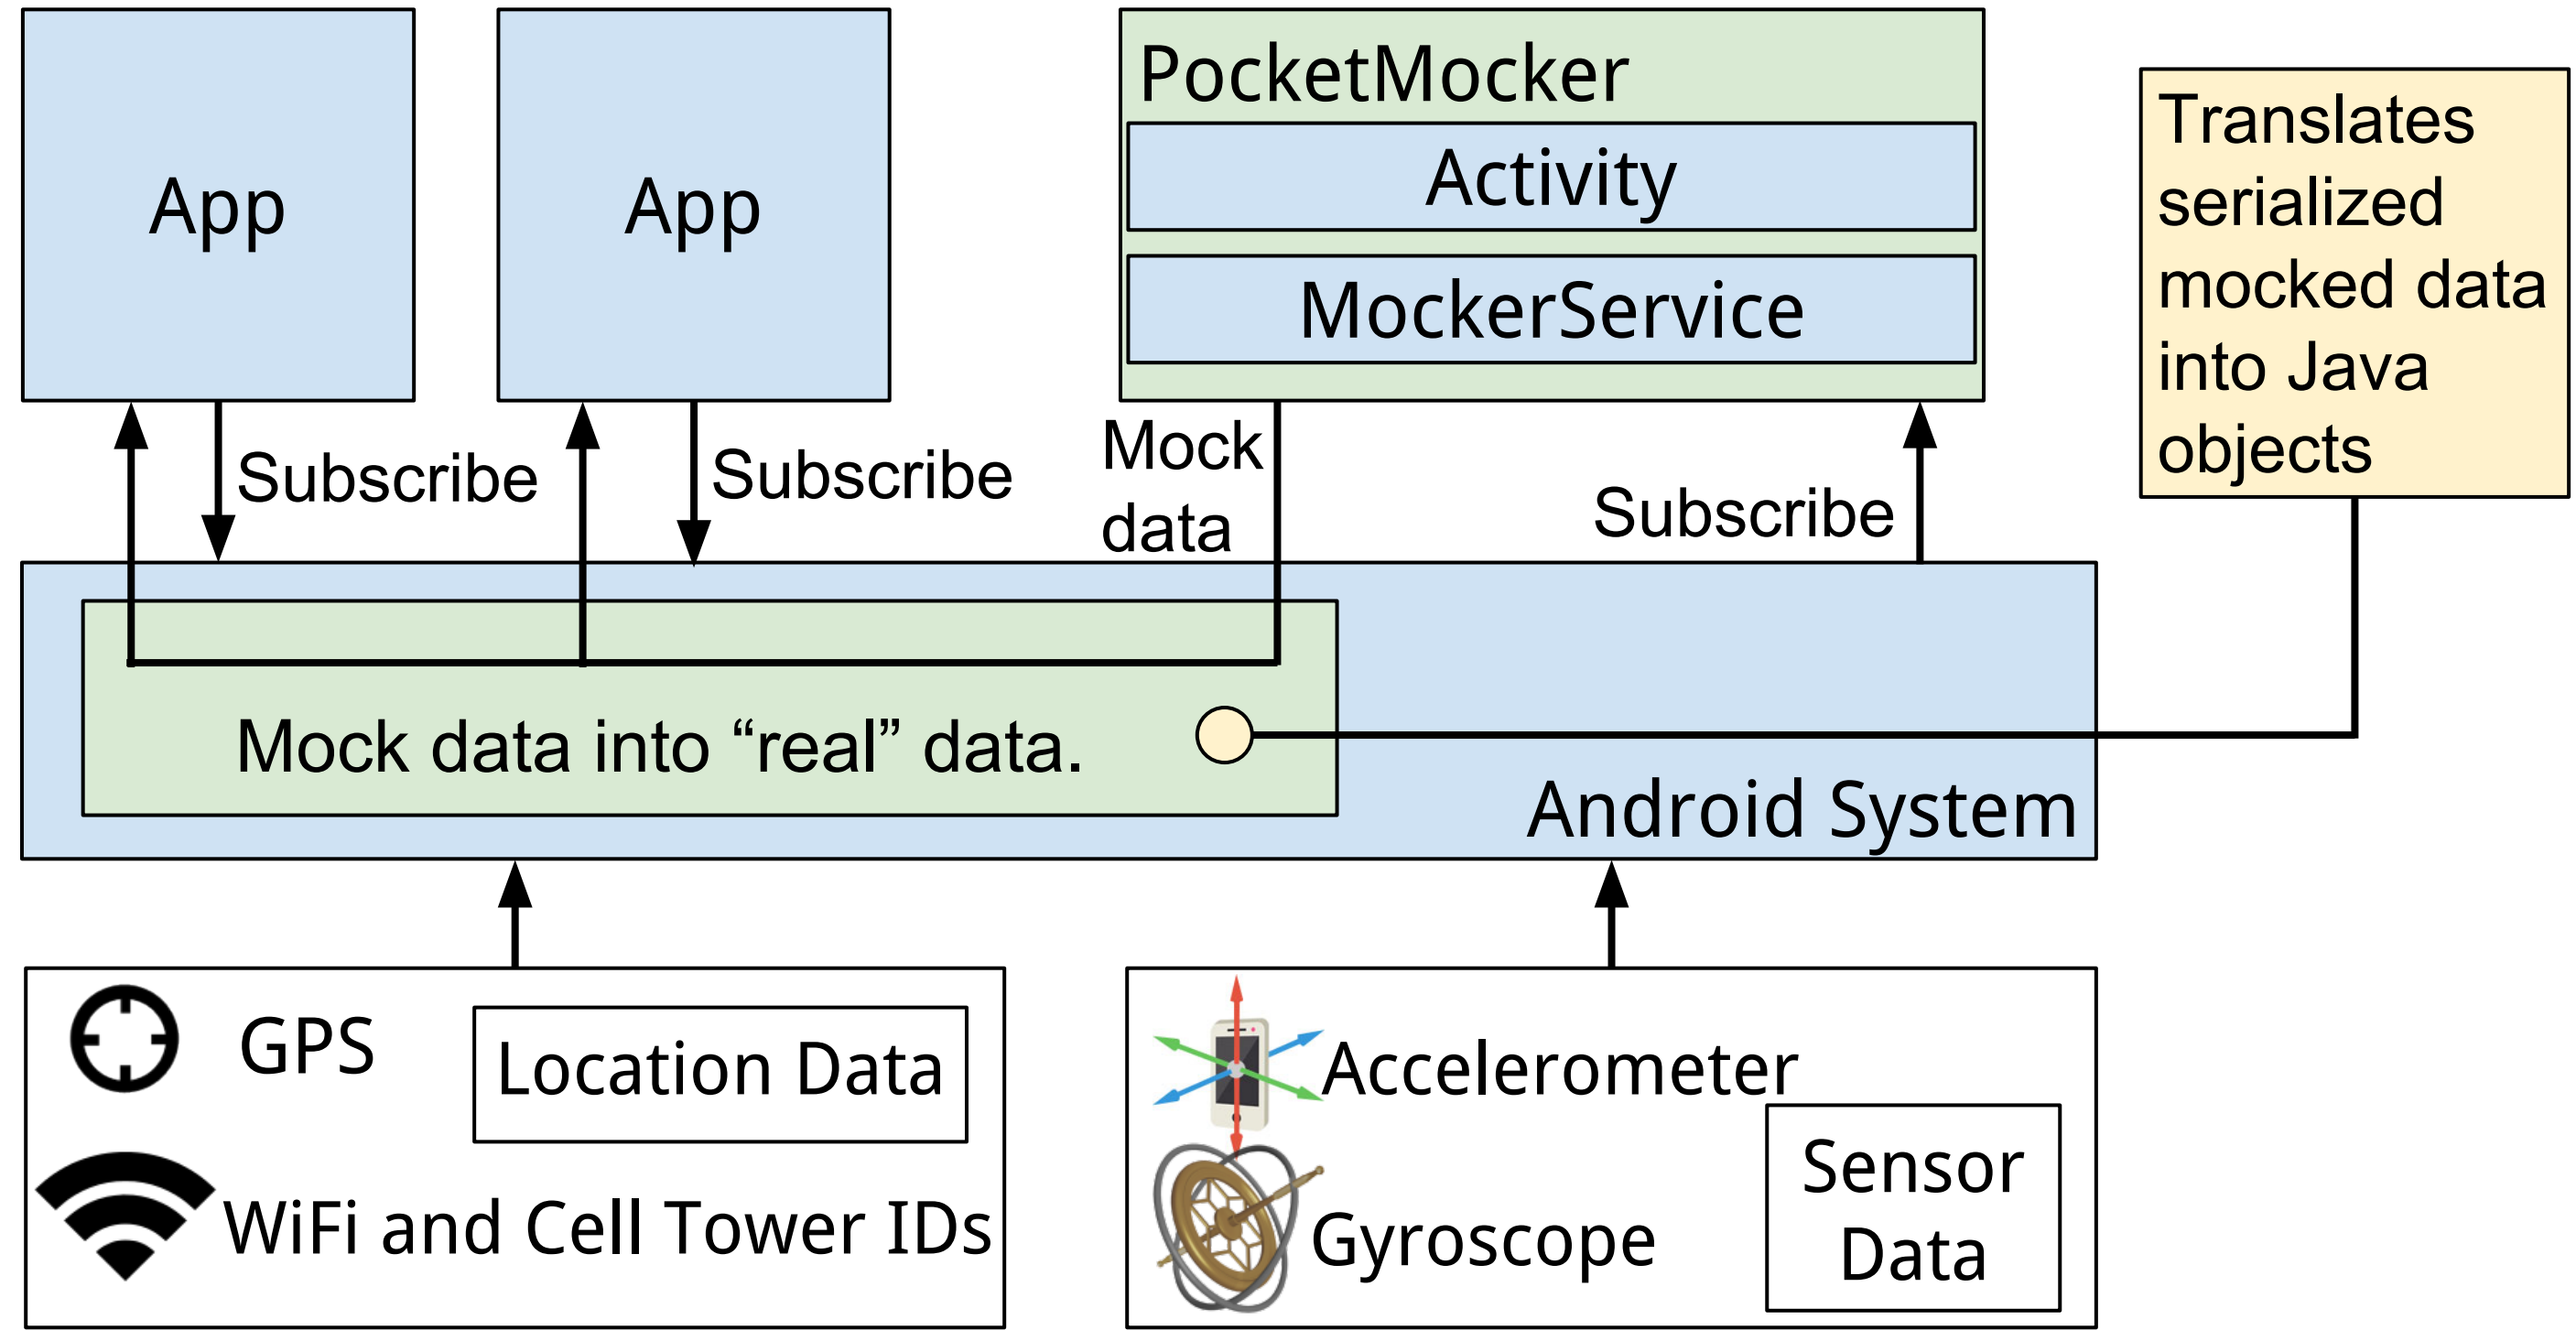 App
App
PocketMocker
Activity
MockerService
Translates
serialized
mocked data
into Java
objects
Subscribe
Subscribe
Mock
data
Subscribe
Mock data into “real” data.
Android System
GPS
Location Data
WiFi and Cell Tower IDs
Accelerometer
Gyroscope
Sensor
Data